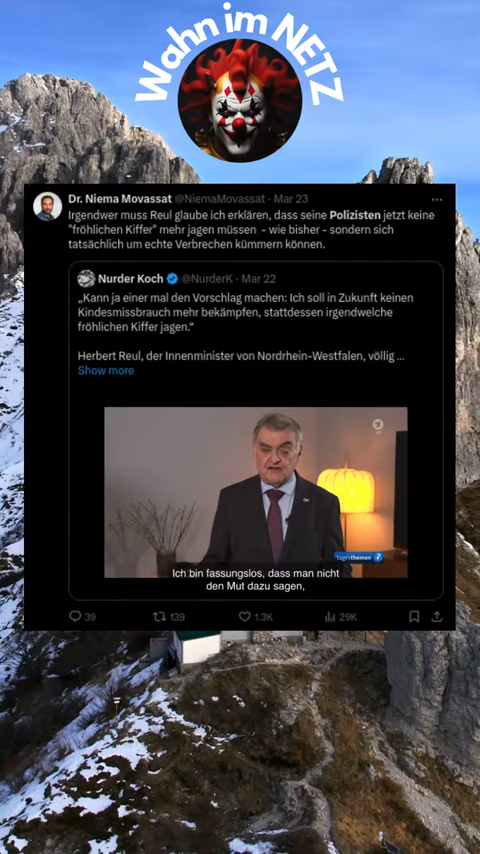 Wahn im NETZ
Dr. Niema Movassat @NiemaMovassat · Mar 23
Irgendwer muss Reul glaube ich erklären, dass seine Polizisten jetzt keine
"fröhlichen Kiffer" mehr jagen müssen - wie bisher - sondern sich
tatsächlich um echte Verbrechen kümmern können.
Nurder Koch @NurderK · Mar 22
„Kann ja einer mal den Vorschlag machen: Ich soll in Zukunft keinen
Kindesmissbrauch mehr bekämpfen, stattdessen irgendwelche
fröhlichen Kiffer jagen."
Herbert Reul, der Innenminister von Nordrhein-Westfalen, völlig ...
Show more
tagesthemen
Ich bin fassungslos, dass man nicht
den Mut dazu sagen,
39 139 1.3K 29K